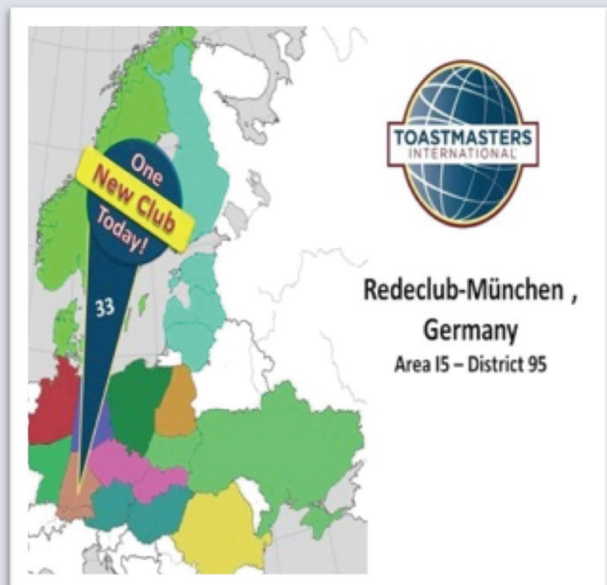 One
New Club
Today!
33
TOASTMASTERS
INTERNATIONAL
Redeclub-München ,
Germany
Area I5 – District 95